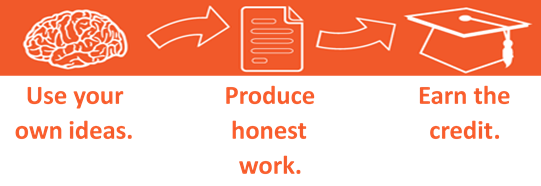 Use your
own ideas.
Produce
honest
work.
Earn the
credit.